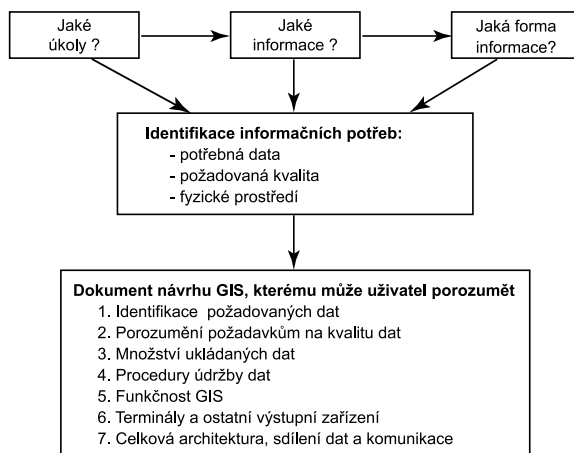 Jaké
úkoly ?
Jaké
informace ?
Jaká forma
informace?
Identifikace informačních potřeb:
- potřebná data
- požadovaná kvalita
- fyzické prostředí
Dokument návrhu GIS, kterému může uživatel porozumět
1. Identifikace požadovaných dat
2. Porozumění požadavkům na kvalitu dat
3. Množství ukládaných dat
4. Procedury údržby dat
5. Funkčnost GIS
6. Terminály a ostatní výstupní zařízení
7. Celková architektura, sdílení dat a komunikace